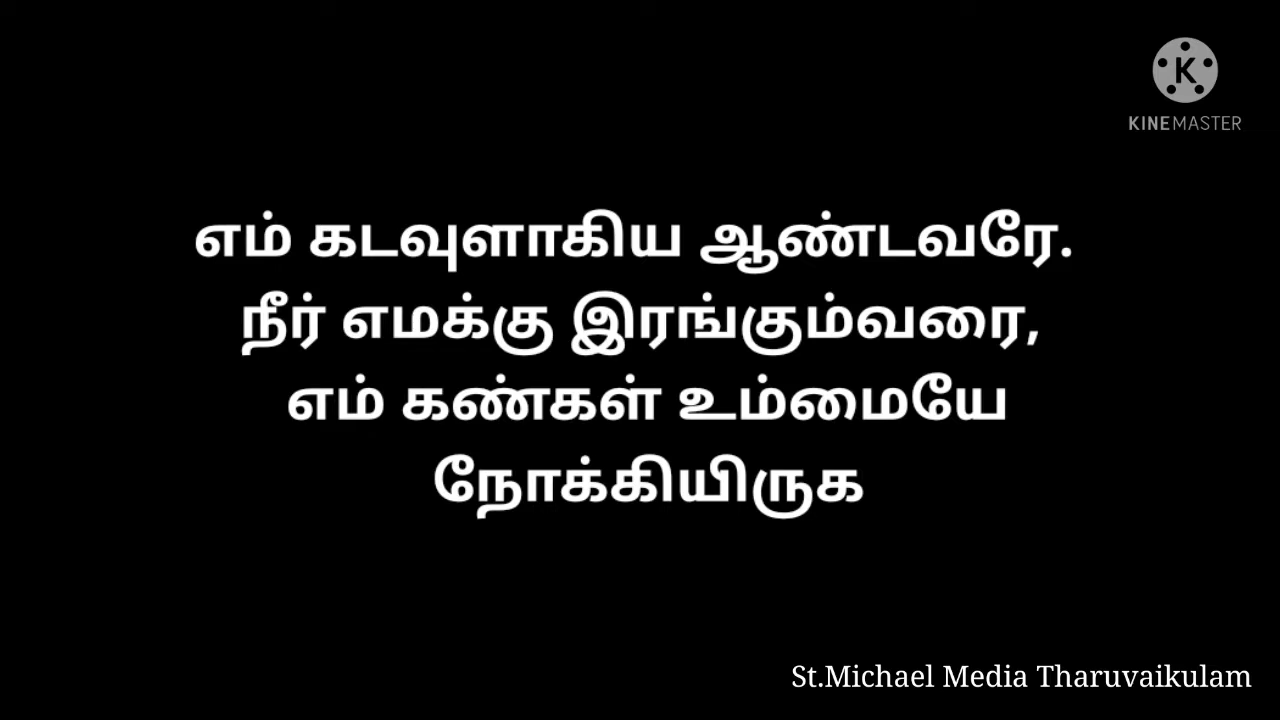 K
KINEMASTER
எம் கடவுளாகிய ஆண்டவரே.
நீர் எமக்கு இரங்கும்வரை,
எம் கண்கள் உம்மையே
நோக்கியிருக
St.Michael Media Tharuvaikulam